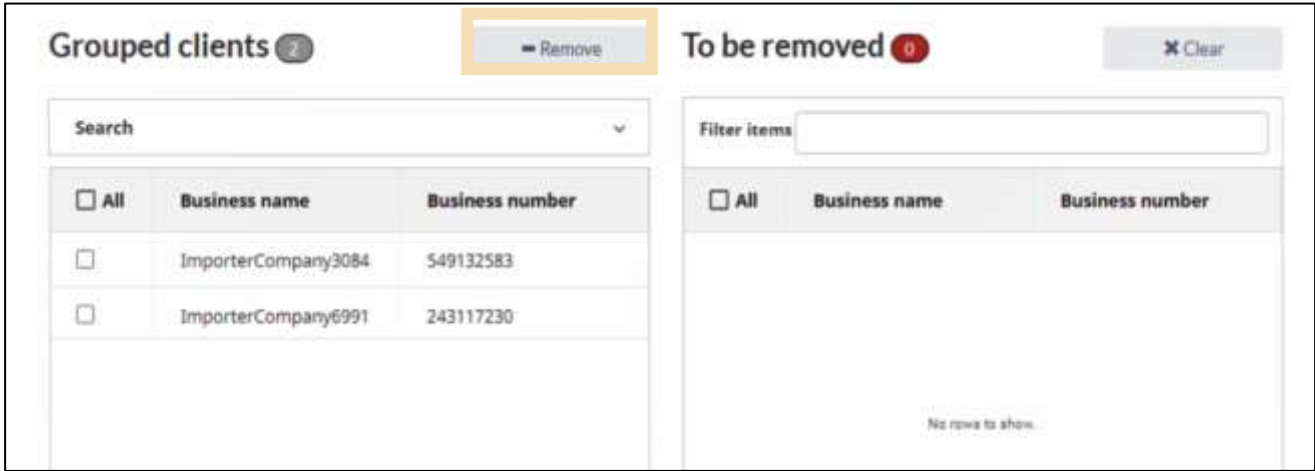 Grouped clients 2
− Remove
Search
All Business name Business number
ImporterCompany3084 549132583
ImporterCompany6991 243117230
To be removed 0
✖ Clear
Filter items
All Business name Business number
No rows to show.